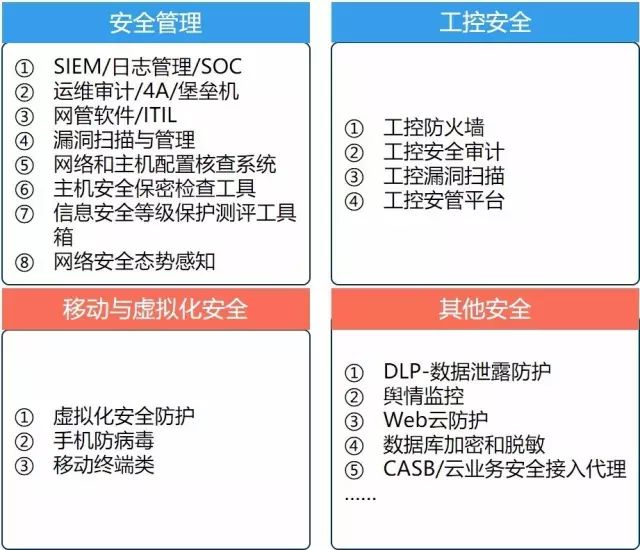 安全管理
① SIEM/日志管理/SOC
② 运维审计/4A/堡垒机
③ 网管软件/ITIL
④ 漏洞扫描与管理
⑤ 网络和主机配置核查系统
⑥ 主机安全保密检查工具
⑦ 信息安全等级保护测评工具
箱
⑧ 网络安全态势感知
工控安全
① 工控防火墙
② 工控安全审计
③ 工控漏洞扫描
④ 工控安管平台
移动与虚拟化安全
① 虚拟化安全防护
② 手机防病毒
③ 移动终端类
其他安全
① DLP-数据泄露防护
② 舆情监控
③ Web云防护
④ 数据库加密和脱敏
⑤ CASB/云业务安全接入代理
……